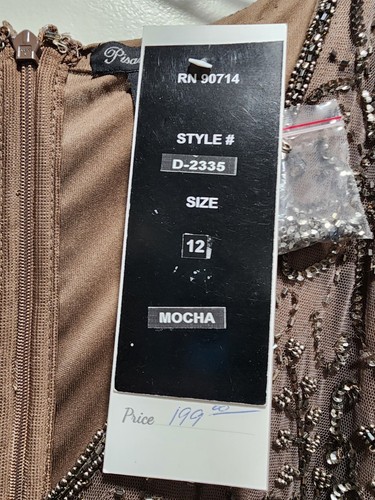 RN 90714
STYLE #
D-2335
SIZE
12
MOCHA
Price 199 00